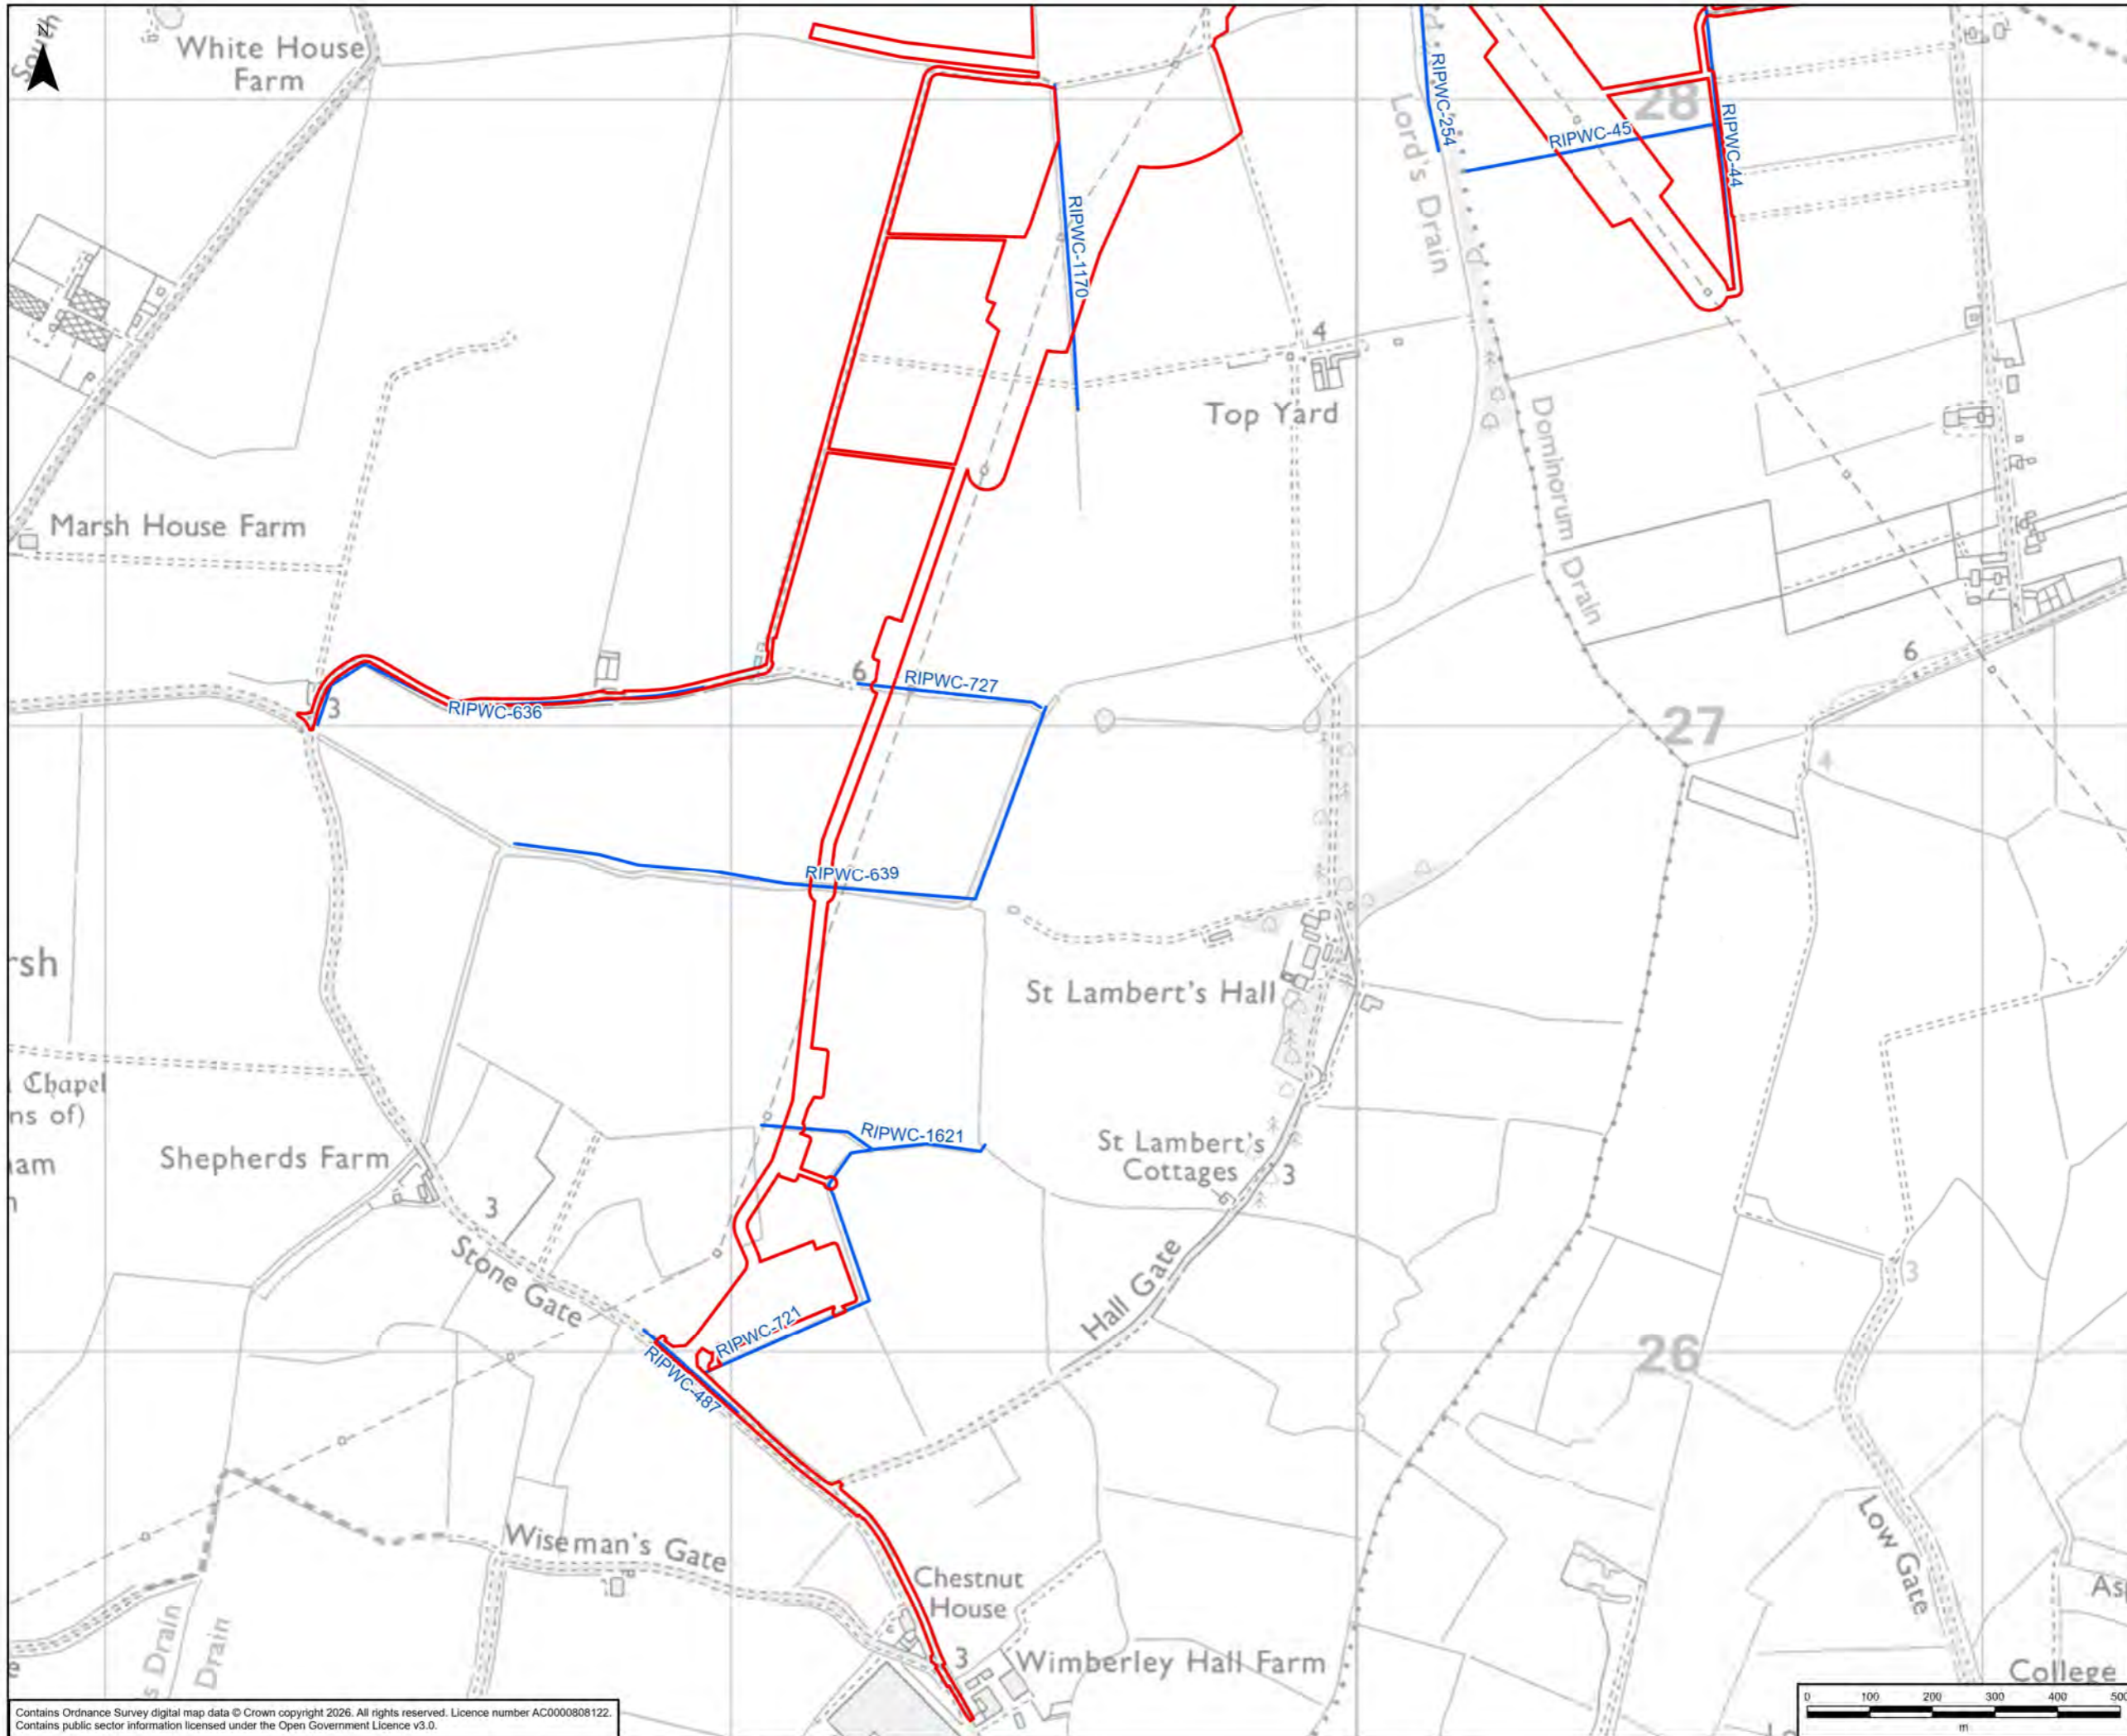 N
South
White House
Farm
28
RIPWC-254
RIPWC-45
RIPWC-44
Lord's Drain
RIPWC-1170
4
Top Yard
Dominorum Drain
Marsh House Farm
6
6
RIPWC-727
3
RIPWC-636
27
4
RIPWC-639
rsh
St Lambert's Hall
Chapel
ns of)
am
Shepherds Farm
RIPWC-1621
St Lambert's
Cottages
3
3
Stone Gate
Hall Gate
3
RIPWC-721
RIPWC-487
26
Wiseman's Gate
Low Gate
Chestnut
House
As
s Drain
Drain
3
Wimberley Hall Farm
College
e
0 100 200 300 400 500
m
Contains Ordnance Survey digital map data © Crown copyright 2026. All rights reserved. Licence number AC0000808122.
Contains public sector information licensed under the Open Government Licence v3.0.